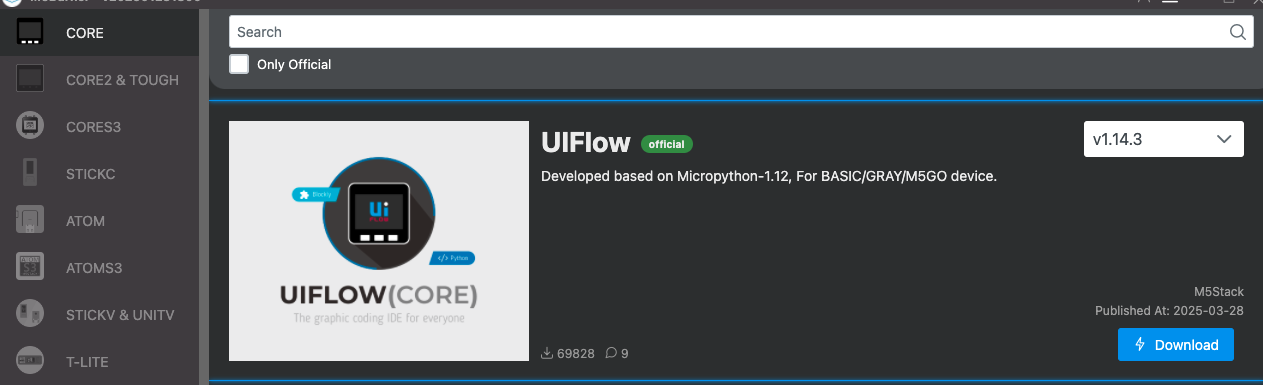 CORE
CORE2 & TOUGH
CORES3
STICKC
ATOM
ATOMS3
STICKV & UNITV
T-LITE
Search
Only Official
Blockly
Ui
FLOW
</> Python
UIFLOW(CORE)
The graphic coding IDE for everyone
UIFlow official
v1.14.3
Developed based on Micropython-1.12, For BASIC/GRAY/M5GO device.
69828 9
M5Stack
Published At: 2025-03-28
Download